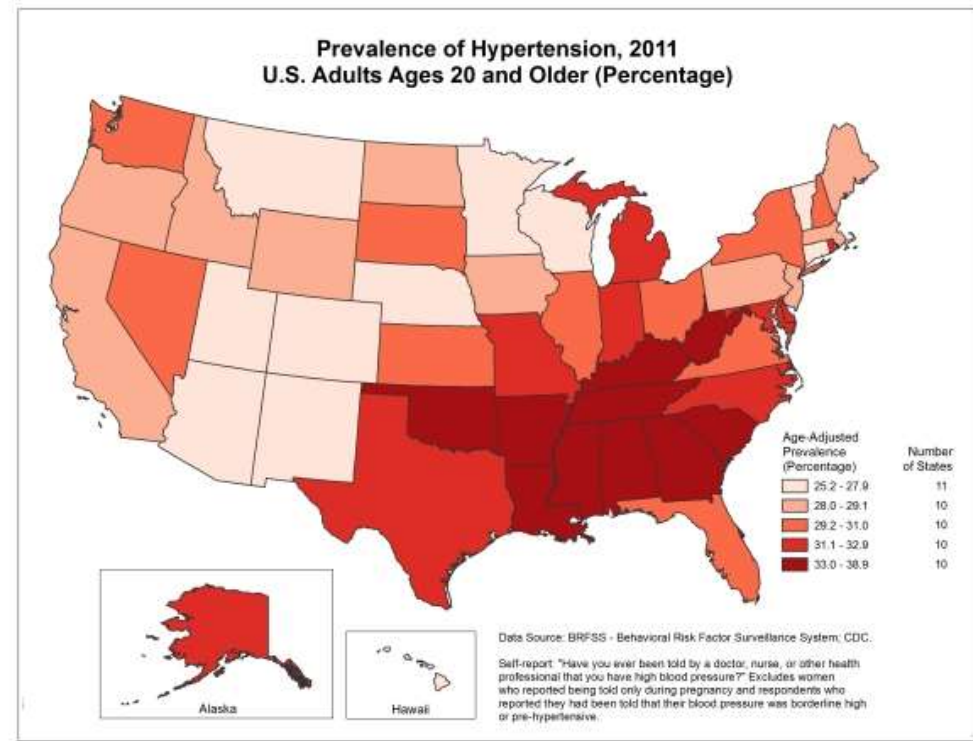 Prevalence of Hypertension, 2011
U.S. Adults Ages 20 and Older (Percentage)
Age-Adjusted
Prevalence
(Percentage)
Number
of States
25.2 - 27.9 11
28.0 - 29.1 10
29.2 - 31.0 10
31.1 - 32.9 10
33.0 - 38.9 10
Data Source: BRFSS - Behavioral Risk Factor Surveillance System; CDC.
Self-report: "Have you ever been told by a doctor, nurse, or other health
professional that you have high blood pressure?" Excludes women
who reported being told only during pregnancy and respondents who
reported they had been told that their blood pressure was borderline high
or pre-hypertensive.
Alaska
Hawaii